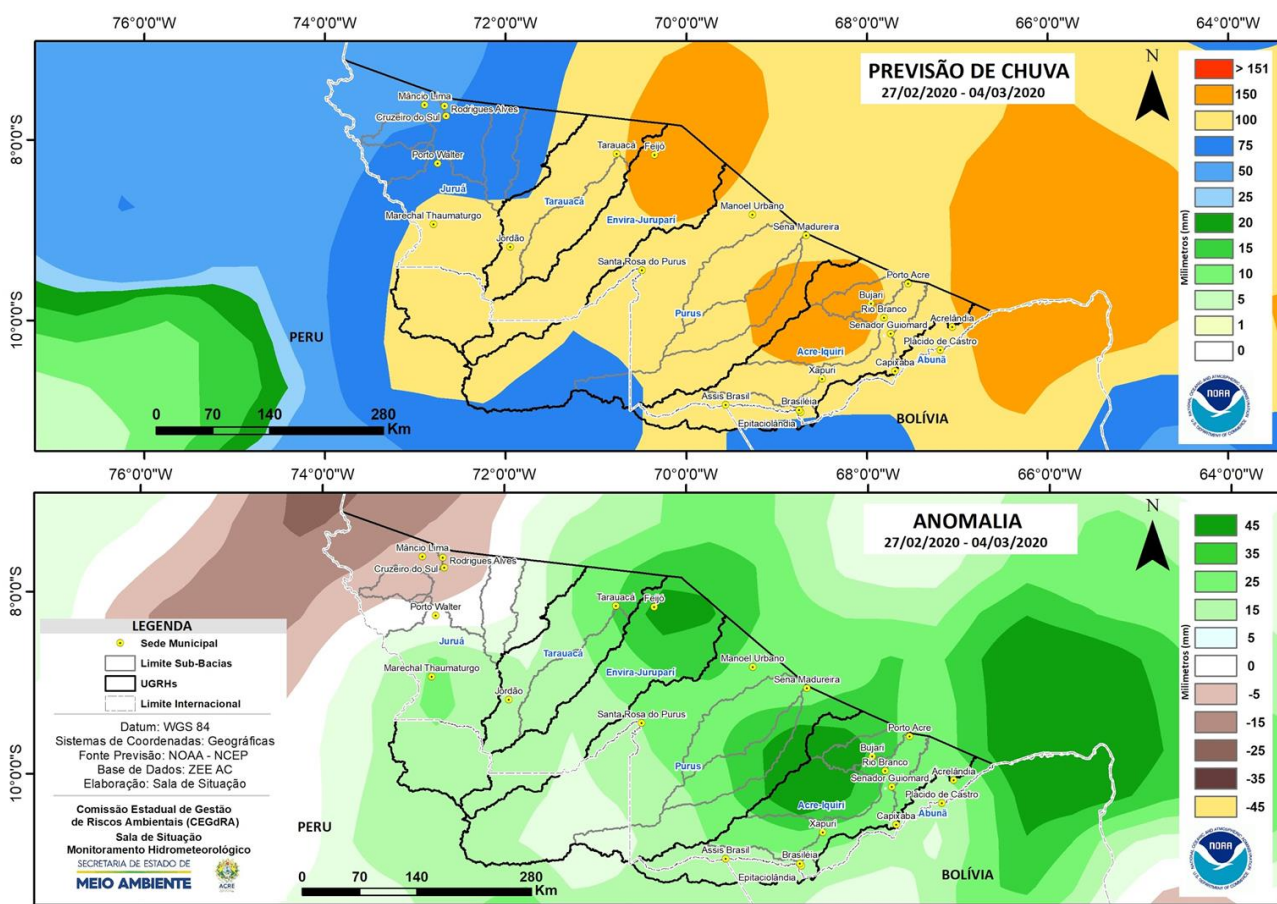 76°0'0"W 74°0'0"W 72°0'0"W 70°0'0"W 68°0'0"W 66°0'0"W 64°0'0"W
8°0'0"S
10°0'0"S
PREVISÃO DE CHUVA
27/02/2020 - 04/03/2020
N
Milímetros (mm)
> 151
150
100
75
50
25
20
15
10
5
1
0
Mâncio Lima
Rodrigues Alves
Cruzeiro do Sul
Porto Walter
Juruá
Marechal Thaumaturgo
Tarauacá
Feijó
Tarauacá
Envira-Jurupari
Jordão
Manoel Urbano
Sena Madureira
Santa Rosa do Purus
Purus
Porto Acre
Bujari
Rio Branco
Senador Guiomard
Acrelândia
Plácido de Castro
Abunã
Acre-Iquiri
Capixaba
Xapuri
Assis Brasil
Brasiléia
Epitaciolândia
PERU
BOLÍVIA
0 70 140 280
Km
NOAA
76°0'0"W 74°0'0"W 72°0'0"W 70°0'0"W 68°0'0"W 66°0'0"W 64°0'0"W
8°0'0"S
10°0'0"S
ANOMALIA
27/02/2020 - 04/03/2020
N
Milímetros (mm)
45
35
25
15
5
0
-5
-15
-25
-35
-45
Mâncio Lima
Rodrigues Alves
Cruzeiro do Sul
Porto Walter
Juruá
Marechal Thaumaturgo
Tarauacá
Feijó
Tarauacá
Envira-Jurupari
Jordão
Manoel Urbano
Sena Madureira
Santa Rosa do Purus
Purus
Porto Acre
Bujari
Rio Branco
Senador Guiomard
Acrelândia
Plácido de Castro
Abunã
Acre-Iquiri
Capixaba
Xapuri
Assis Brasil
Brasiléia
Epitaciolândia
PERU
BOLÍVIA
0 70 140 280
Km
NOAA
LEGENDA
Sede Municipal
Limite Sub-Bacias
UGRHs
Limite Internacional
Datum: WGS 84
Sistemas de Coordenadas: Geográficas
Fonte Previsão: NOAA - NCEP
Base de Dados: ZEE AC
Elaboração: Sala de Situação
Comissão Estadual de Gestão
de Riscos Ambientais (CEGdRA)
Sala de Situação
Monitoramento Hidrometeorológico
SECRETARIA DE ESTADO DE
MEIO AMBIENTE
ACRE